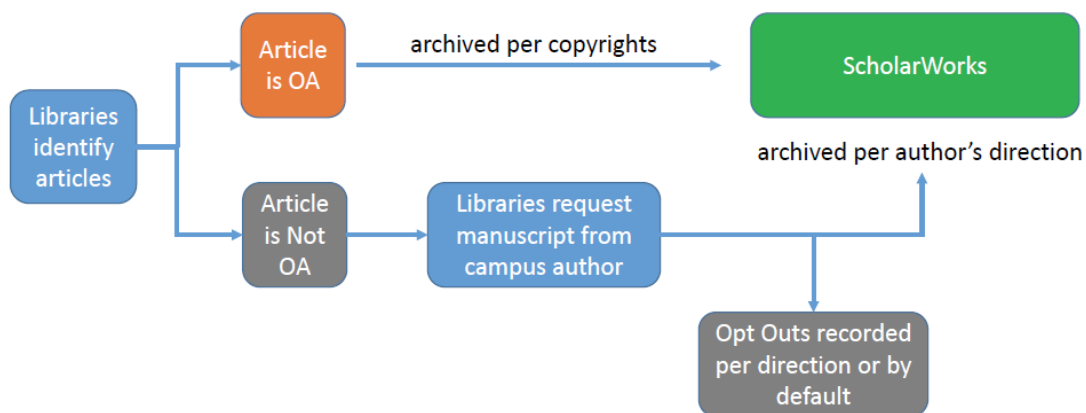 Article
is OA
archived per copyrights
ScholarWorks
Libraries
identify
articles
archived per author's direction
Article
is Not
OA
Libraries request
manuscript from
campus author
Opt Outs recorded
per direction or by
default